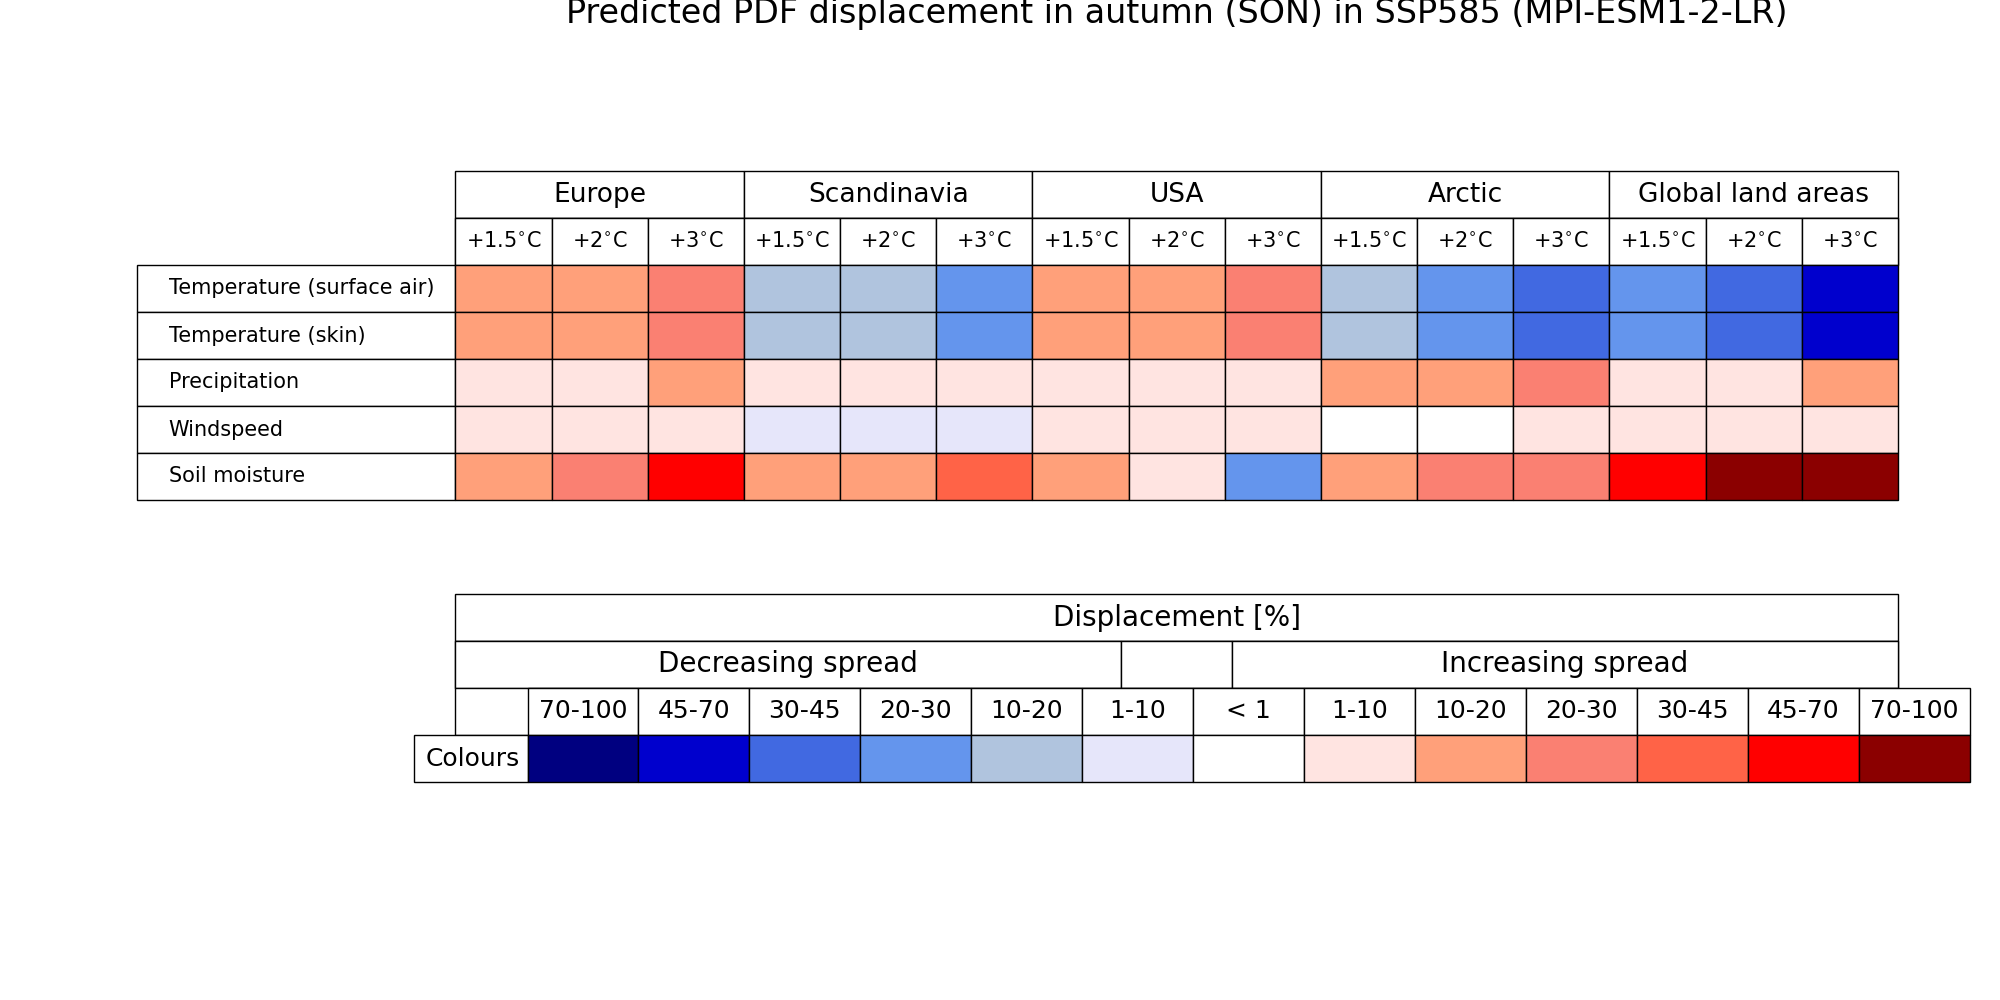 Predicted PDF displacement in autumn (SON) in SSP585 (MPI-ESM1-2-LR)
Europe Scandinavia USA Arctic Global land areas
+1.5°C +2°C +3°C +1.5°C +2°C +3°C +1.5°C +2°C +3°C +1.5°C +2°C +3°C +1.5°C +2°C +3°C
Temperature (surface air)
Temperature (skin)
Precipitation
Windspeed
Soil moisture
Displacement [%]
Decreasing spread Increasing spread
70-100 45-70 30-45 20-30 10-20 1-10 < 1 1-10 10-20 20-30 30-45 45-70 70-100
Colours